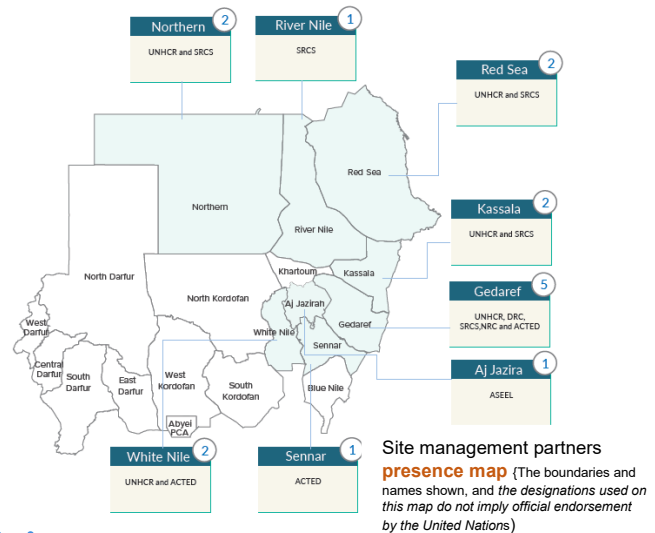 Northern
2
UNHCR and SRCS
River Nile
1
SRCS
Red Sea
2
UNHCR and SRCS
Kassala
2
UNHCR and SRCS
Gedaref
5
UNHCR, DRC,
SRCS,NRC and ACTED
Aj Jazira
1
ASEEL
White Nile
2
UNHCR and ACTED
Sennar
1
ACTED
Red Sea
Northern
River Nile
North Darfur
Khartoum
Kassala
North Kordofan
Aj Jazirah
White Nile
Gedaref
Sennar
West
Darfur
Central
Darfur
South
Darfur
East
Darfur
West
Kordofan
South
Kordofan
Blue Nile
Abyei
PCA
Site management partners
presence map {The boundaries and
names shown, and the designations used on
this map do not imply official endorsement
by the United Nations)